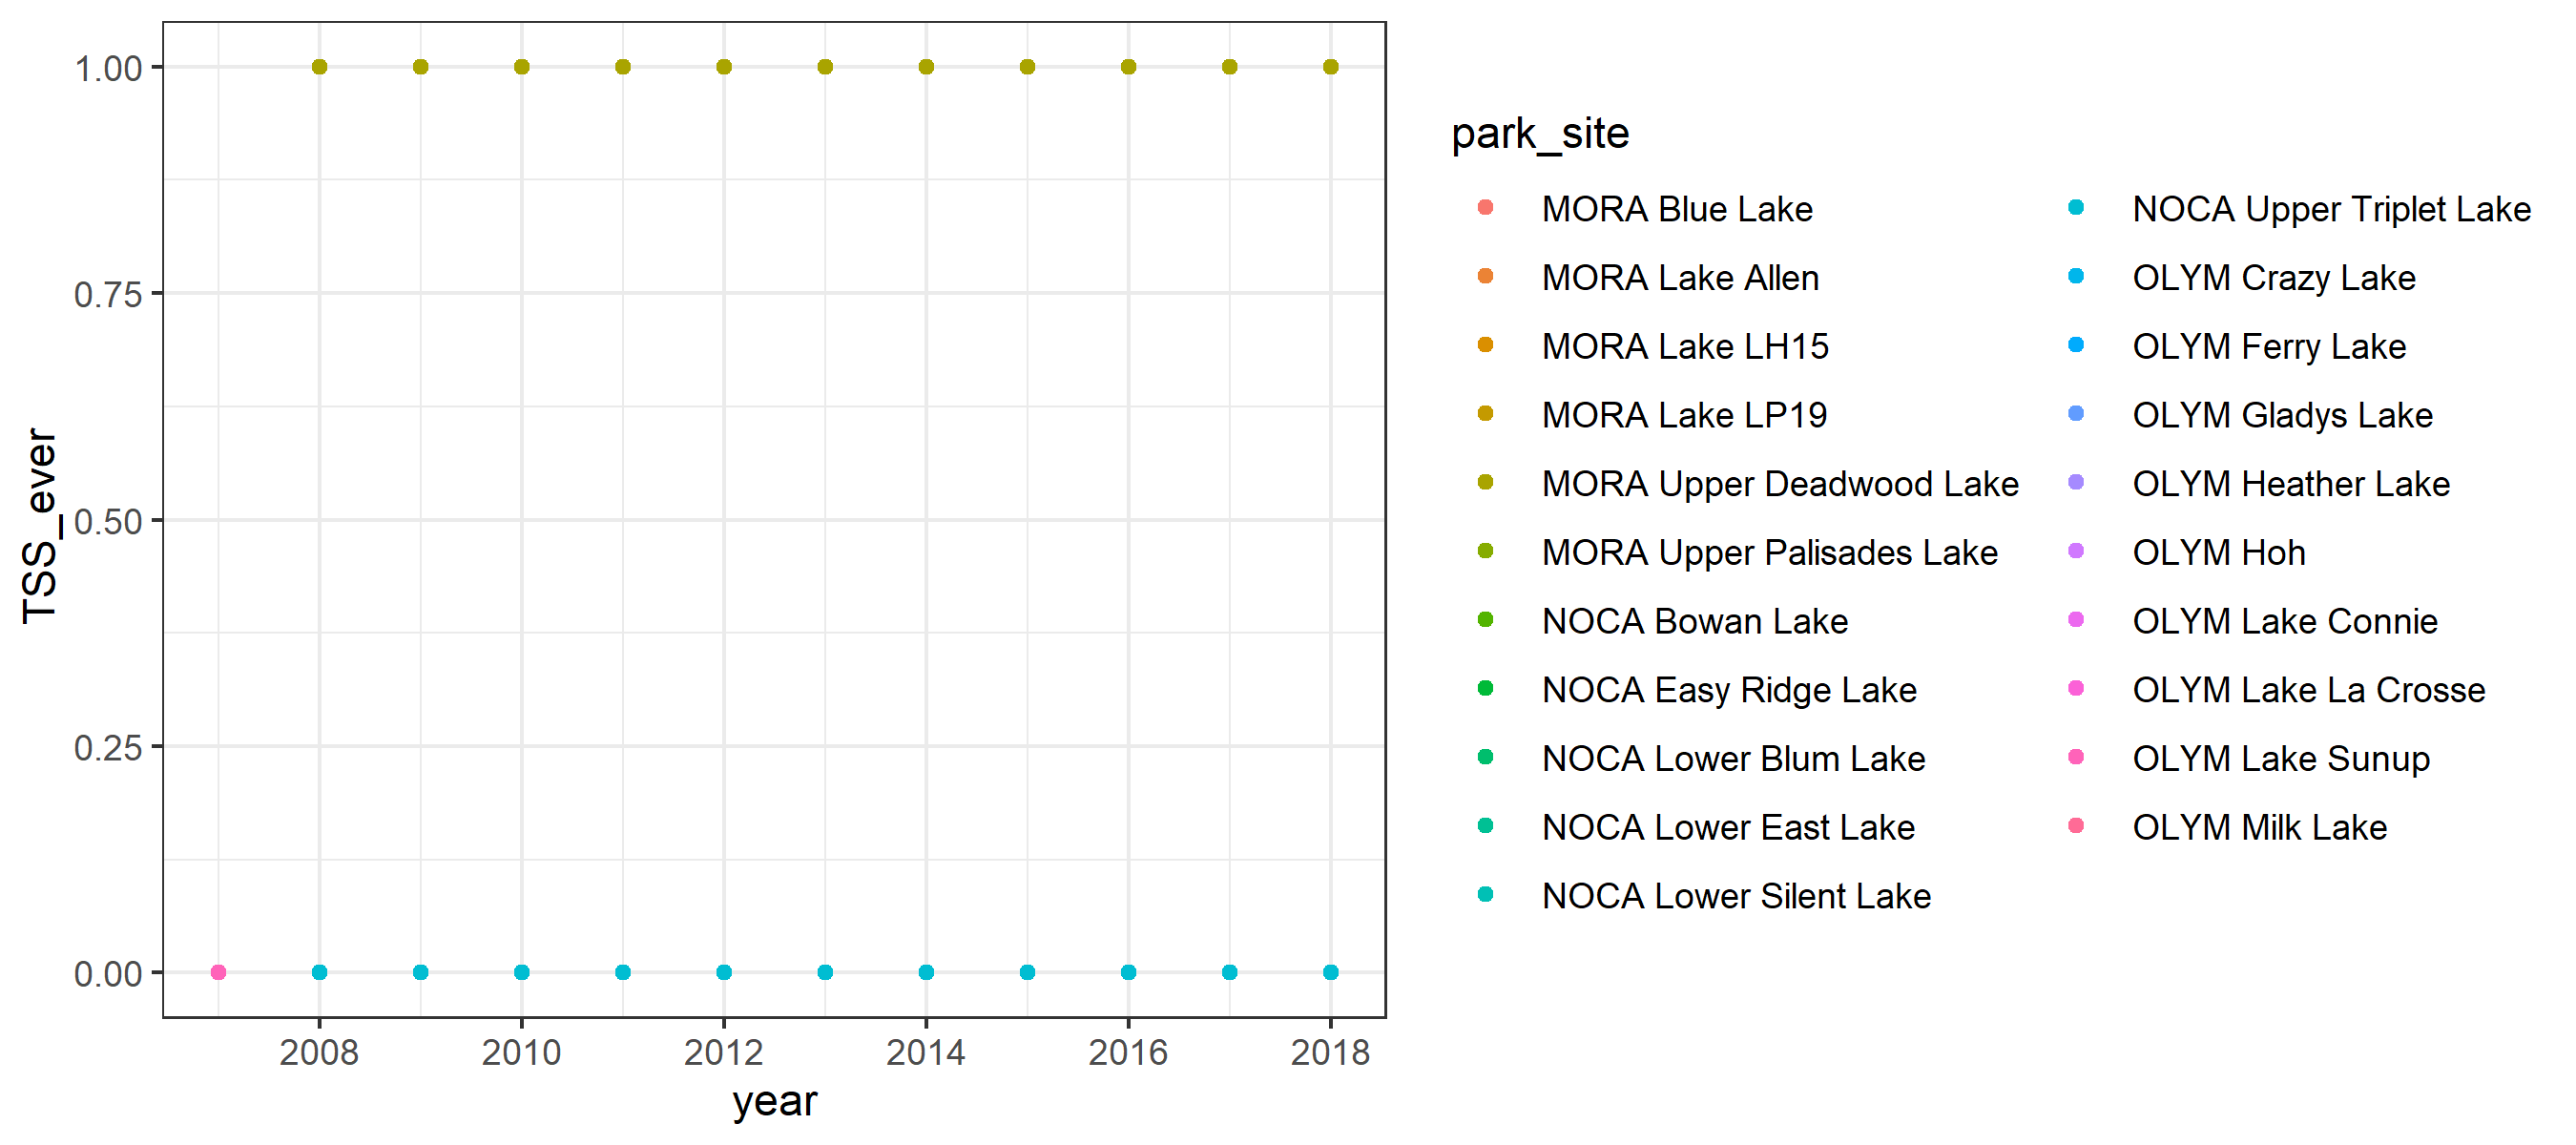 1.00
0.75
0.50
0.25
0.00
TSS_ever
2008 2010 2012 2014 2016 2018
year
park_site
MORA Blue Lake
MORA Lake Allen
MORA Lake LH15
MORA Lake LP19
MORA Upper Deadwood Lake
MORA Upper Palisades Lake
NOCA Bowan Lake
NOCA Easy Ridge Lake
NOCA Lower Blum Lake
NOCA Lower East Lake
NOCA Lower Silent Lake
NOCA Upper Triplet Lake
OLYM Crazy Lake
OLYM Ferry Lake
OLYM Gladys Lake
OLYM Heather Lake
OLYM Hoh
OLYM Lake Connie
OLYM Lake La Crosse
OLYM Lake Sunup
OLYM Milk Lake